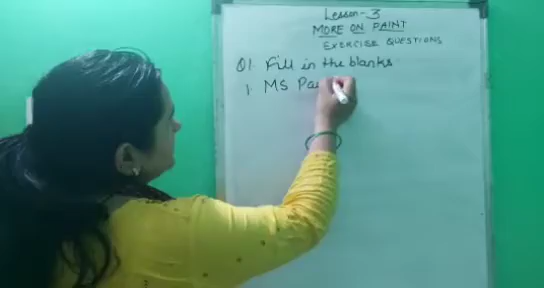 Lesson-3
MORE ON PAINT
EXERCISE QUESTIONS
Q1. Fill in the blanks
1. MS Pa